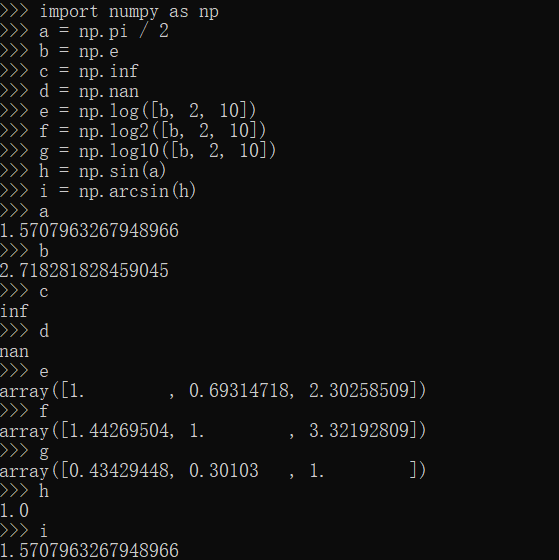 >>> import numpy as np
>>> a = np.pi / 2
>>> b = np.e
>>> c = np.inf
>>> d = np.nan
>>> e = np.log([b, 2, 10])
>>> f = np.log2([b, 2, 10])
>>> g = np.log10([b, 2, 10])
>>> h = np.sin(a)
>>> i = np.arcsin(h)
>>> a
1.5707963267948966
>>> b
2.718281828459045
>>> c
inf
>>> d
nan
>>> e
array([1.        , 0.69314718, 2.30258509])
>>> f
array([1.44269504, 1.        , 3.32192809])
>>> g
array([0.43429448, 0.30103   , 1.        ])
>>> h
1.0
>>> i
1.5707963267948966